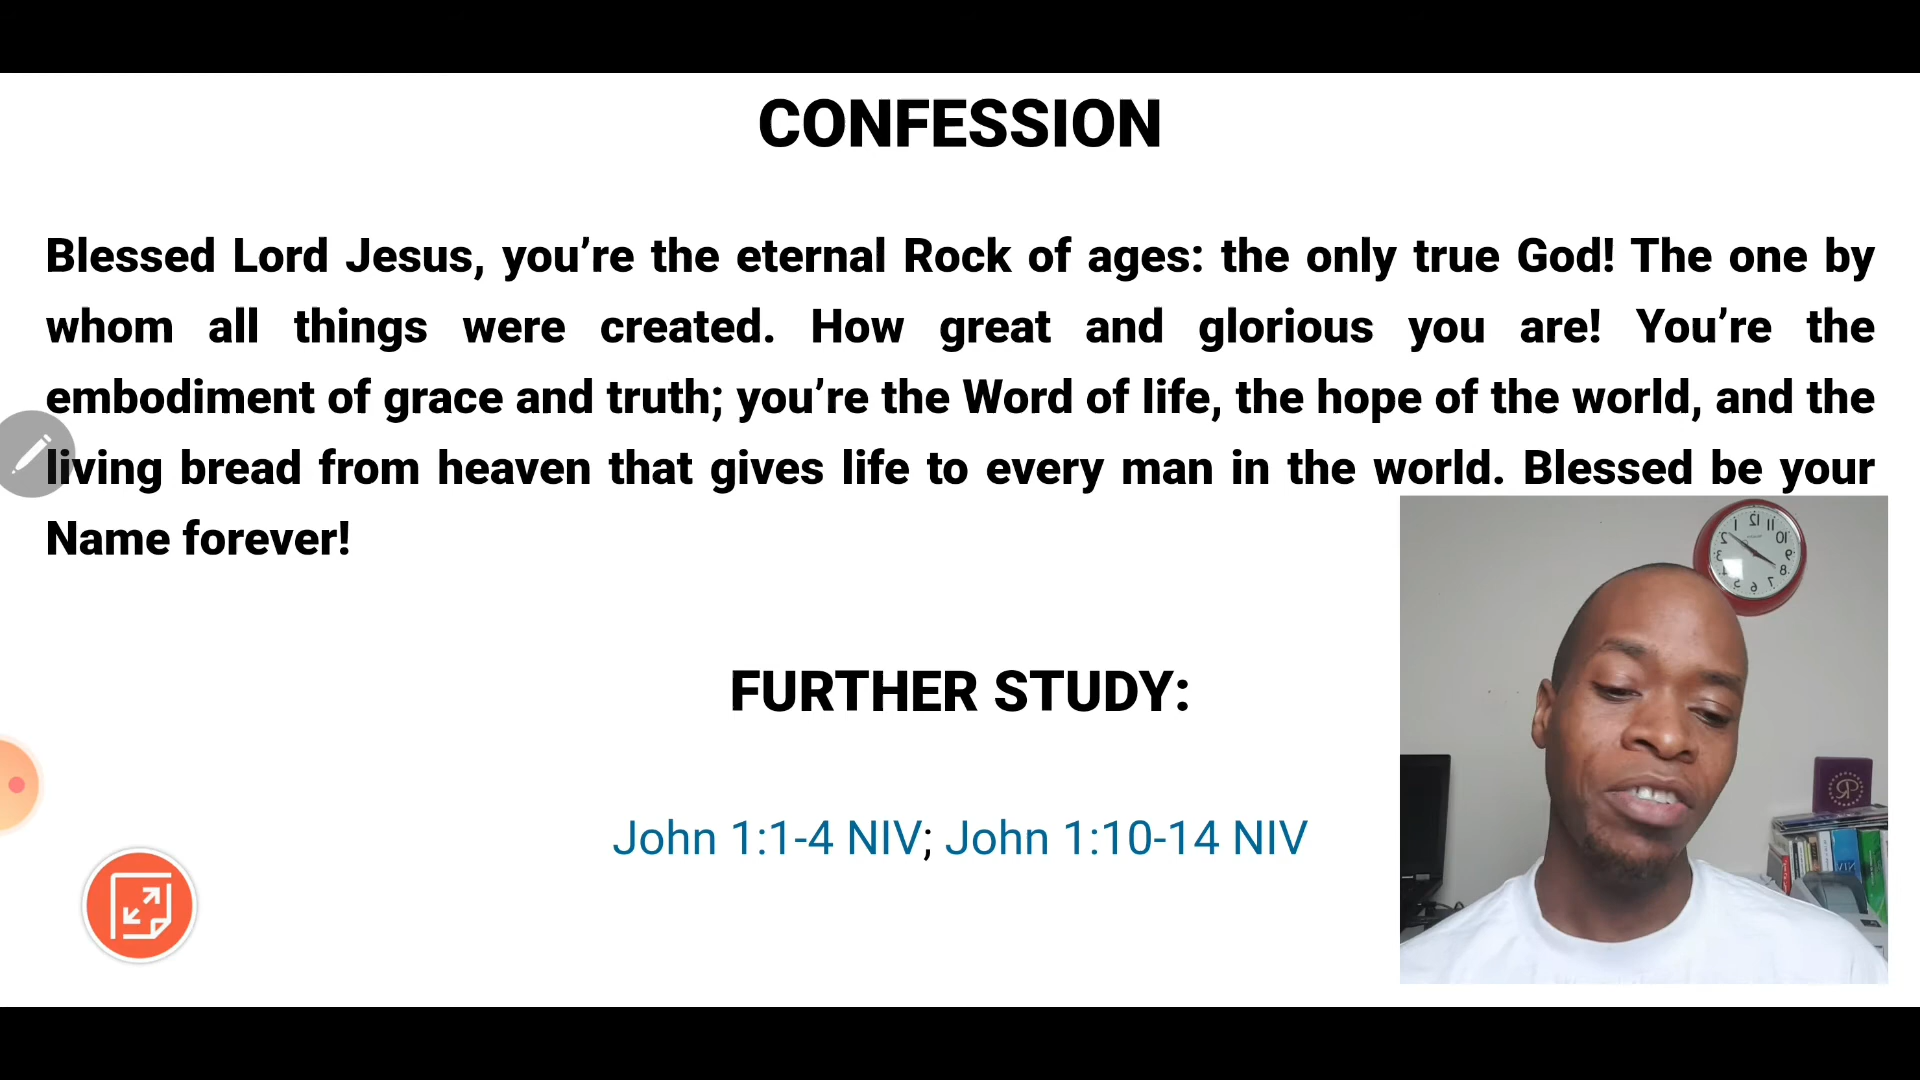 CONFESSION
Blessed Lord Jesus, you’re the eternal Rock of ages: the only true God! The one by
whom all things were created. How great and glorious you are! You’re the
embodiment of grace and truth; you’re the Word of life, the hope of the world, and the
living bread from heaven that gives life to every man in the world. Blessed be your
Name forever!
FURTHER STUDY:
John 1:1-4 NIV; John 1:10-14 NIV